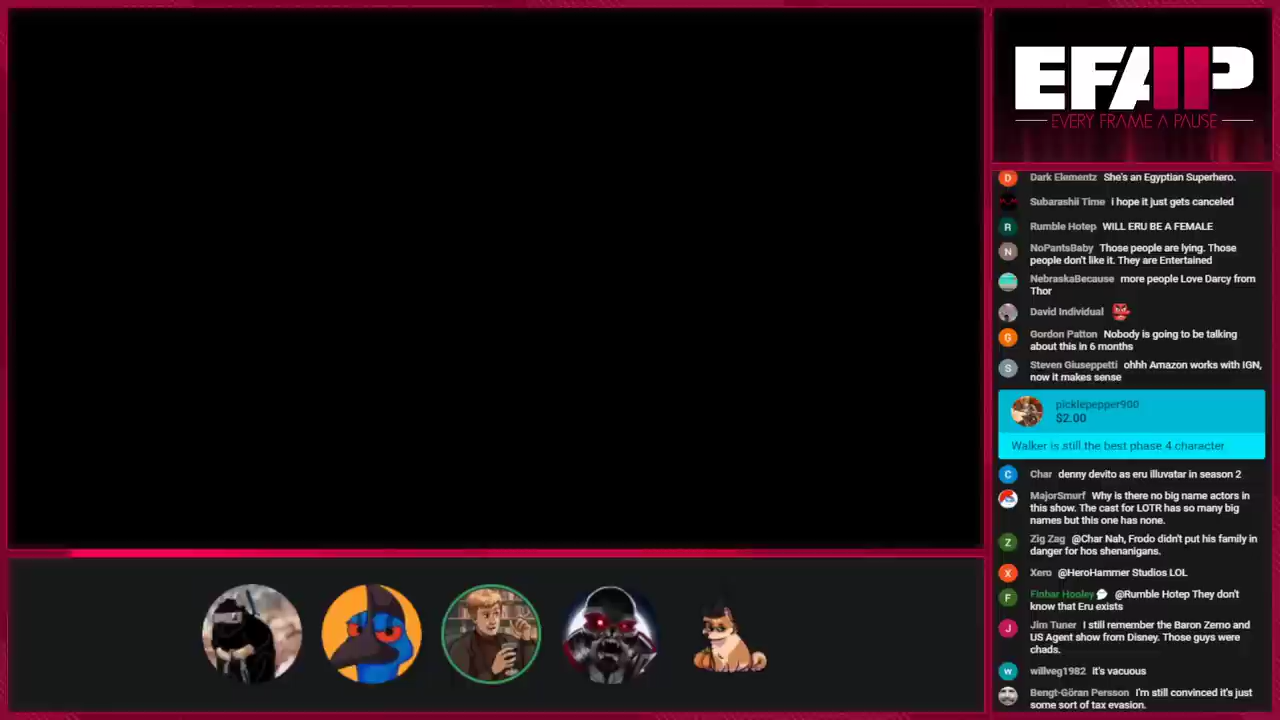 EFAP
EVERY FRAME A PAUSE
D Dark Elementz She's an Egyptian Superhero.
Subarashii Time i hope it just gets canceled
R Rumble Hotep WILL ERU BE A FEMALE
N NoPantsBaby Those people are lying. Those
people don't like it. They are Entertained
NebraskaBecause more people Love Darcy from
Thor
David Individual 👺
G Gordon Patton Nobody is going to be talking
about this in 6 months
S Steven Giuseppetti ohhh Amazon works with IGN,
now it makes sense
picklepepper900
$2.00
Walker is still the best phase 4 character
C Char denny devito as eru illuvatar in season 2
MajorSmurf Why is there no big name actors in
this show. The cast for LOTR has so many big
names but this one has none.
Z Zig Zag @Char Nah, Frodo didn't put his family in
danger for hos shenanigans.
X Xero @HeroHammer Studios LOL
F Finbar Hooley @Rumble Hotep They don't
know that Eru exists
J Jim Tuner I still remember the Baron Zemo and
US Agent show from Disney. Those guys were
chads.
w willveg1982 it's vacuous
Bengt-Göran Persson I'm still convinced it's just
some sort of tax evasion.